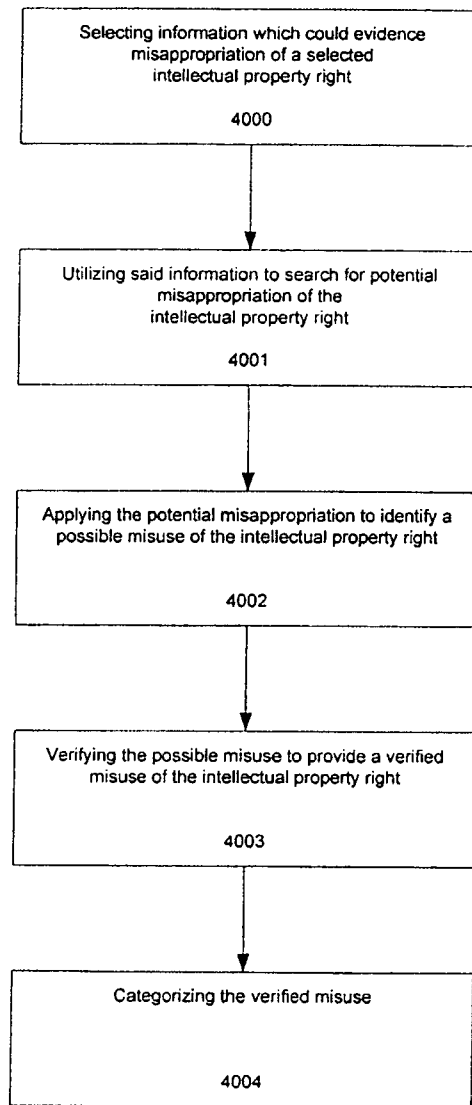 Selecting information which could evidence
misappropriation of a selected
intellectual property right
4000
Utilizing said information to search for potential
misappropriation of the
intellectual property right
4001
Applying the potential misappropriation to identify a
possible misuse of the intellectual property right
4002
Verifying the possible misuse to provide a verified
misuse of the intellectual property right
4003
Categorizing the verified misuse
4004